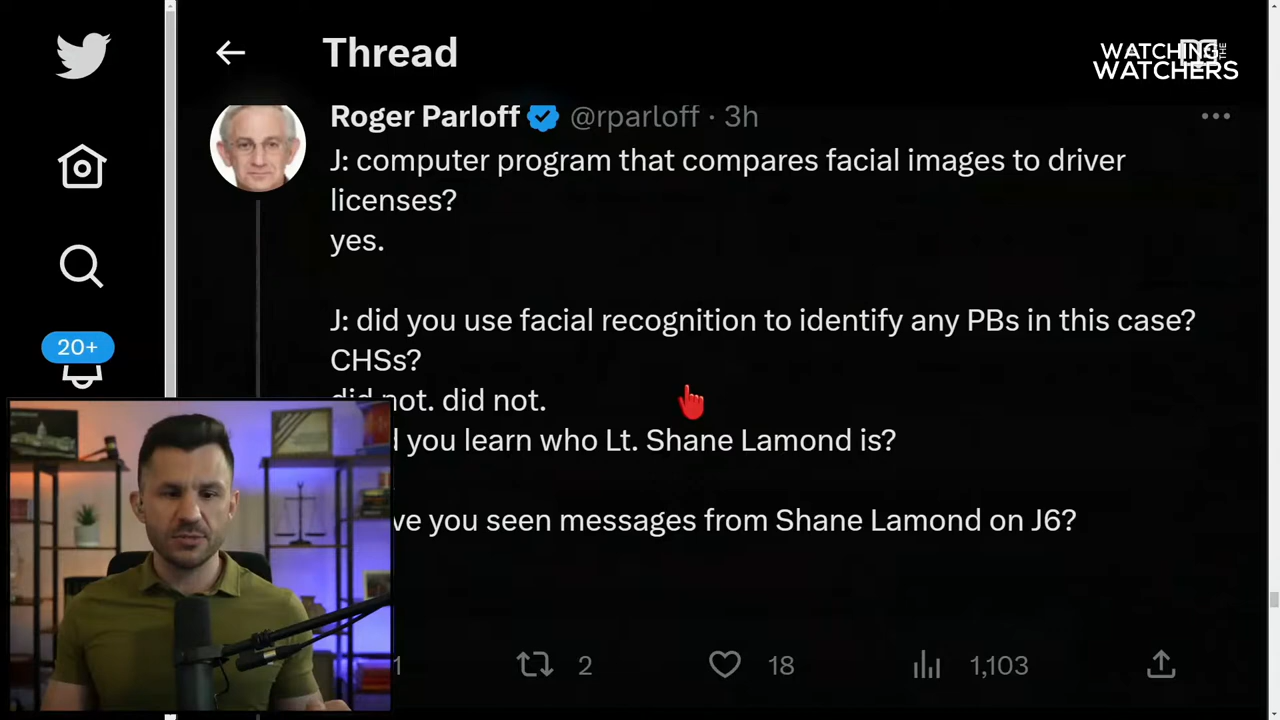 Thread
WATCHING THE
WATCHERS
Roger Parloff @rparloff · 3h
J: computer program that compares facial images to driver
licenses?
yes.
J: did you use facial recognition to identify any PBs in this case?
CHSs?
did not. did not.
you learn who Lt. Shane Lamond is?
20+
ve you seen messages from Shane Lamond on J6?
1 2 18 1,103